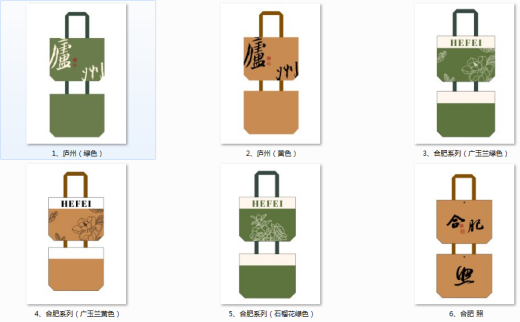 廬州
1、庐州（绿色）
廬州
2、庐州（黄色）
HEFEI
3、合肥系列（广玉兰绿色）
HEFEI
4、合肥系列（广玉兰黄色）
HEFEI
5、合肥系列（石榴花绿色）
合肥
照
6、合肥 照